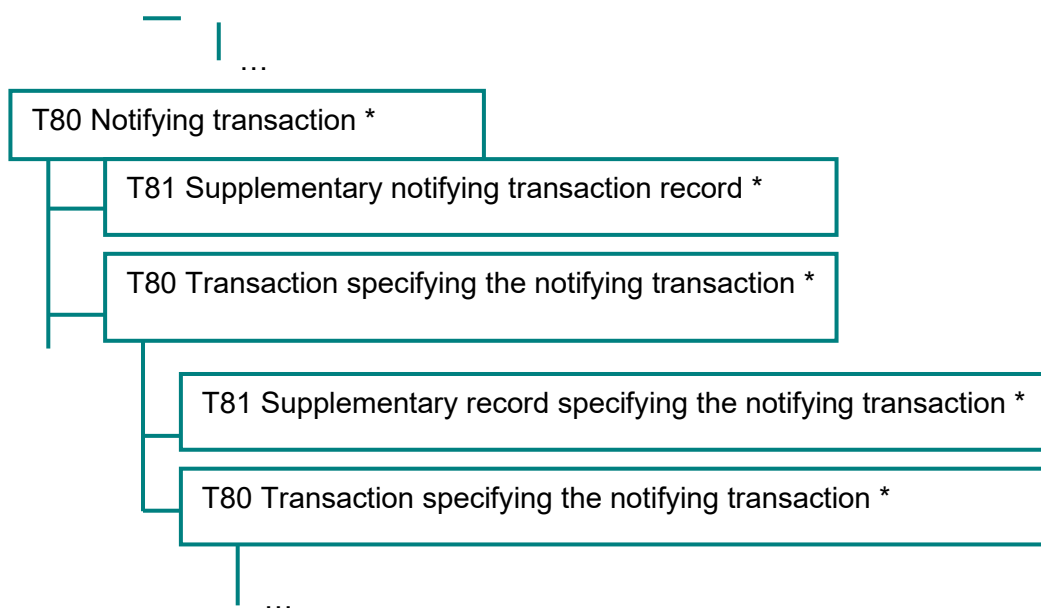 ...
T80 Notifying transaction *
T81 Supplementary notifying transaction record *
T80 Transaction specifying the notifying transaction *
T81 Supplementary record specifying the notifying transaction *
T80 Transaction specifying the notifying transaction *
...